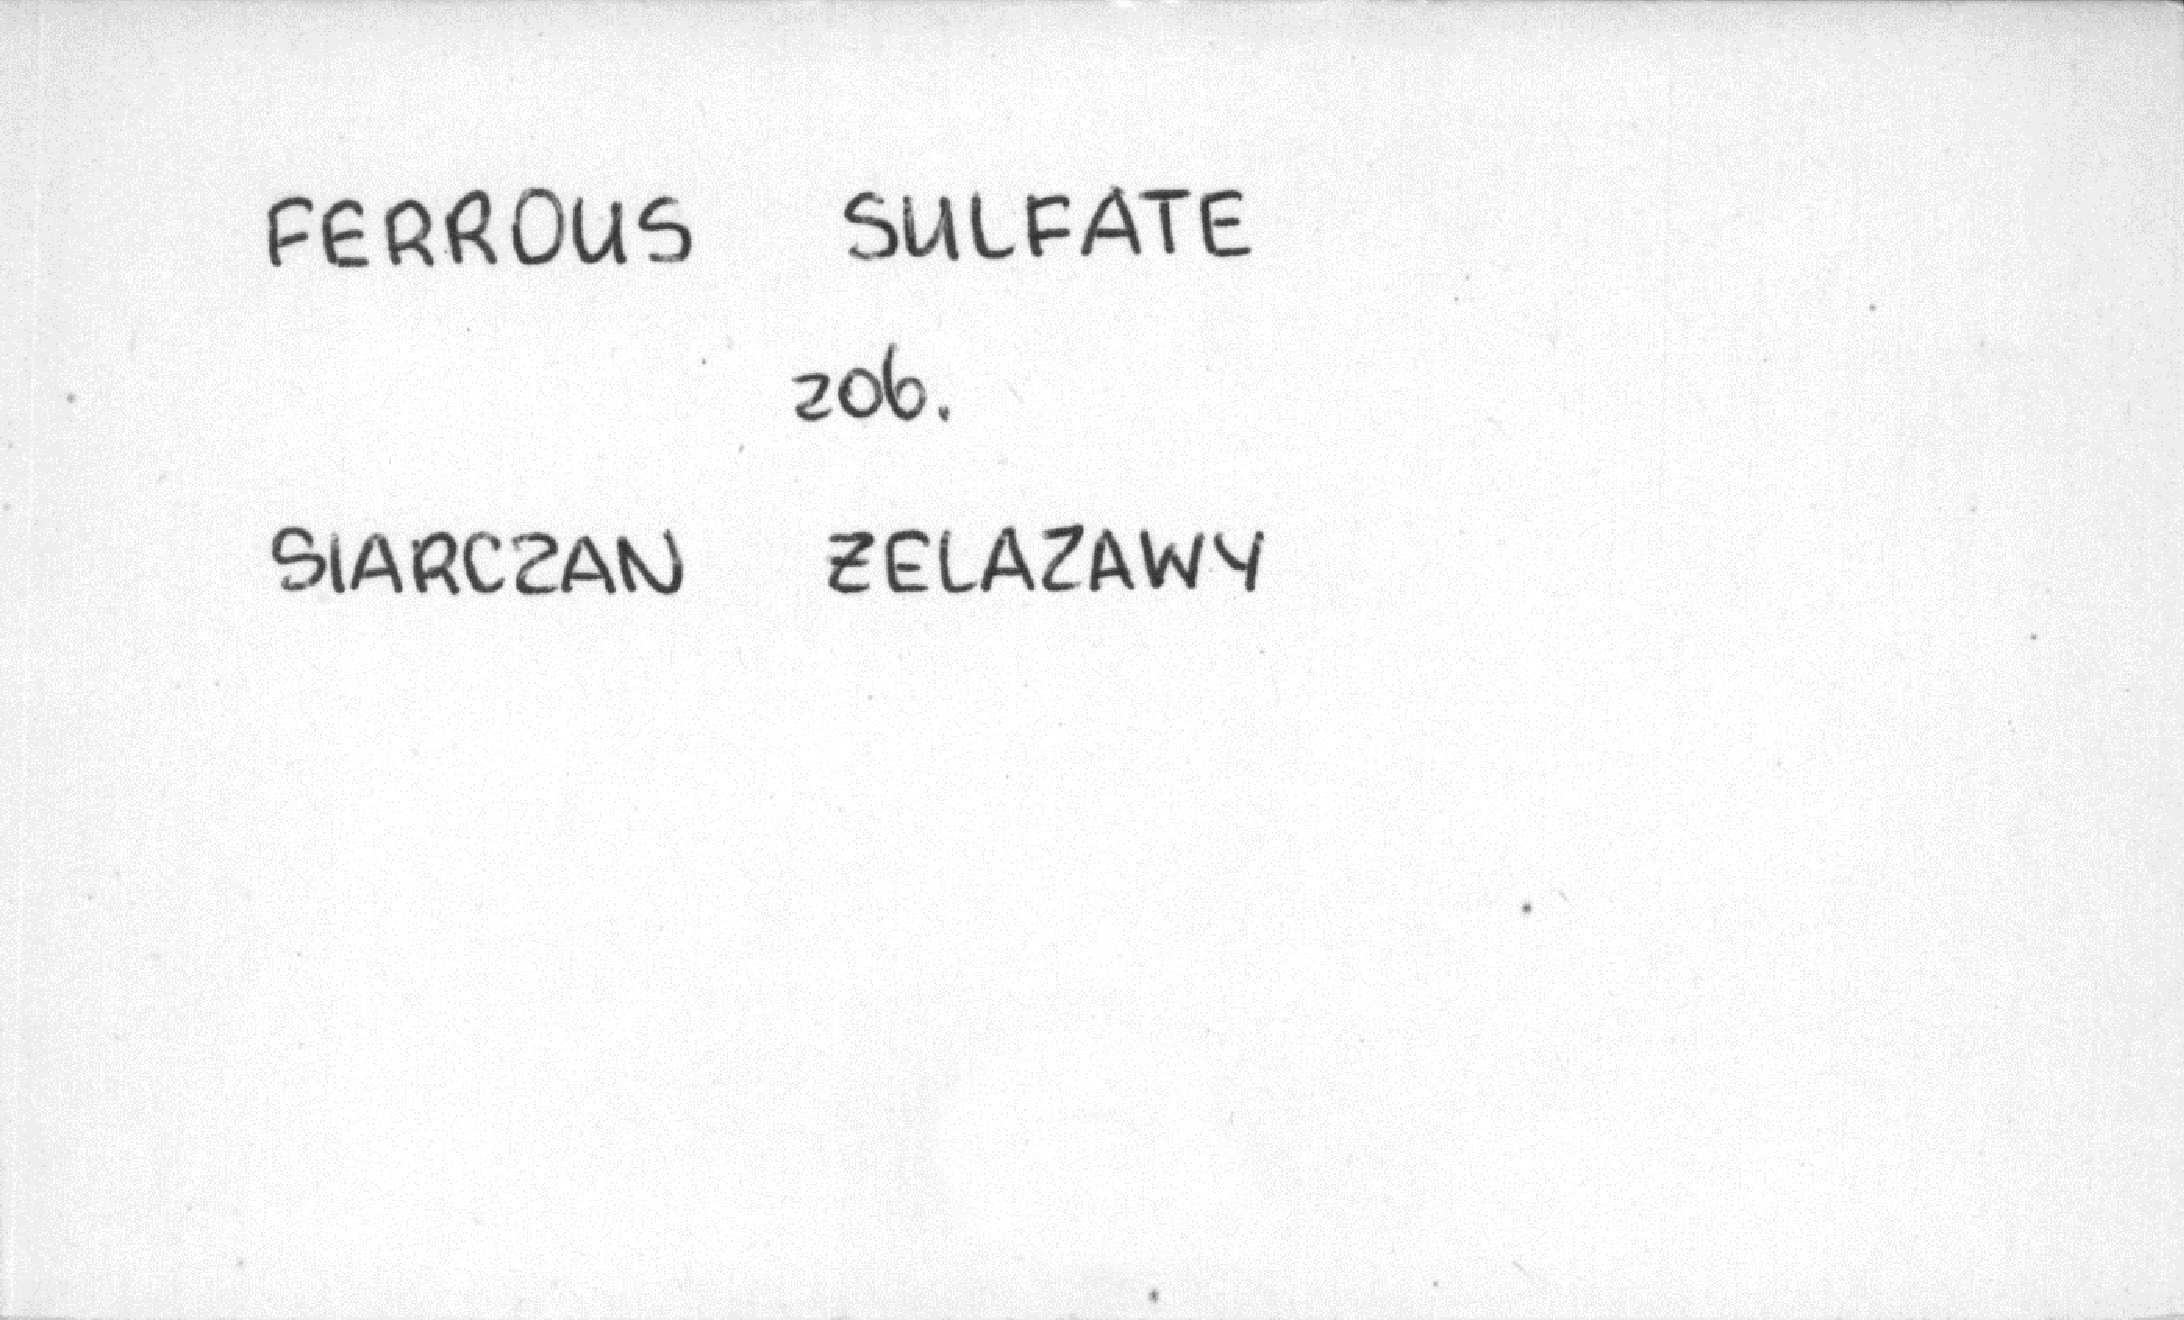 FERROUS SULFATE
zob.
SIARCZAN ŻELAZAWY